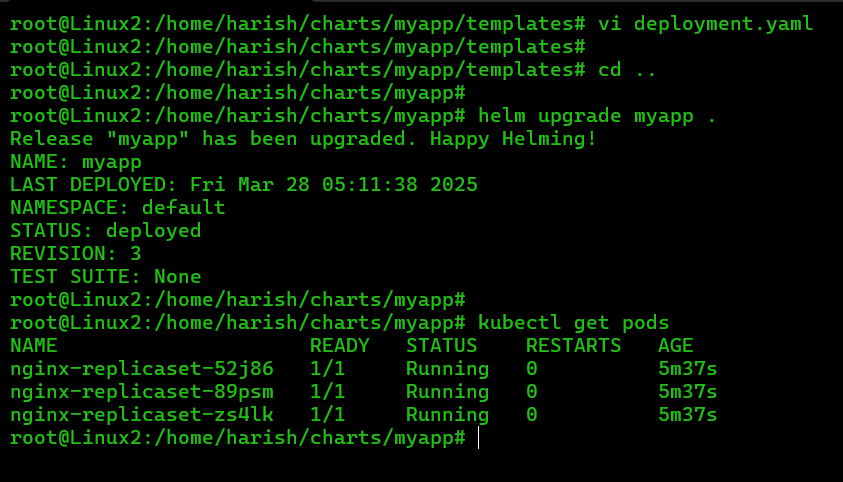 root@Linux2:/home/harish/charts/myapp/templates# vi deployment.yaml
root@Linux2:/home/harish/charts/myapp/templates#
root@Linux2:/home/harish/charts/myapp/templates# cd ..
root@Linux2:/home/harish/charts/myapp#
root@Linux2:/home/harish/charts/myapp# helm upgrade myapp .
Release "myapp" has been upgraded. Happy Helming!
NAME: myapp
LAST DEPLOYED: Fri Mar 28 05:11:38 2025
NAMESPACE: default
STATUS: deployed
REVISION: 3
TEST SUITE: None
root@Linux2:/home/harish/charts/myapp#
root@Linux2:/home/harish/charts/myapp# kubectl get pods
NAME                     READY   STATUS    RESTARTS   AGE
nginx-replicaset-52j86   1/1     Running   0          5m37s
nginx-replicaset-89psm   1/1     Running   0          5m37s
nginx-replicaset-zs4lk   1/1     Running   0          5m37s
root@Linux2:/home/harish/charts/myapp#